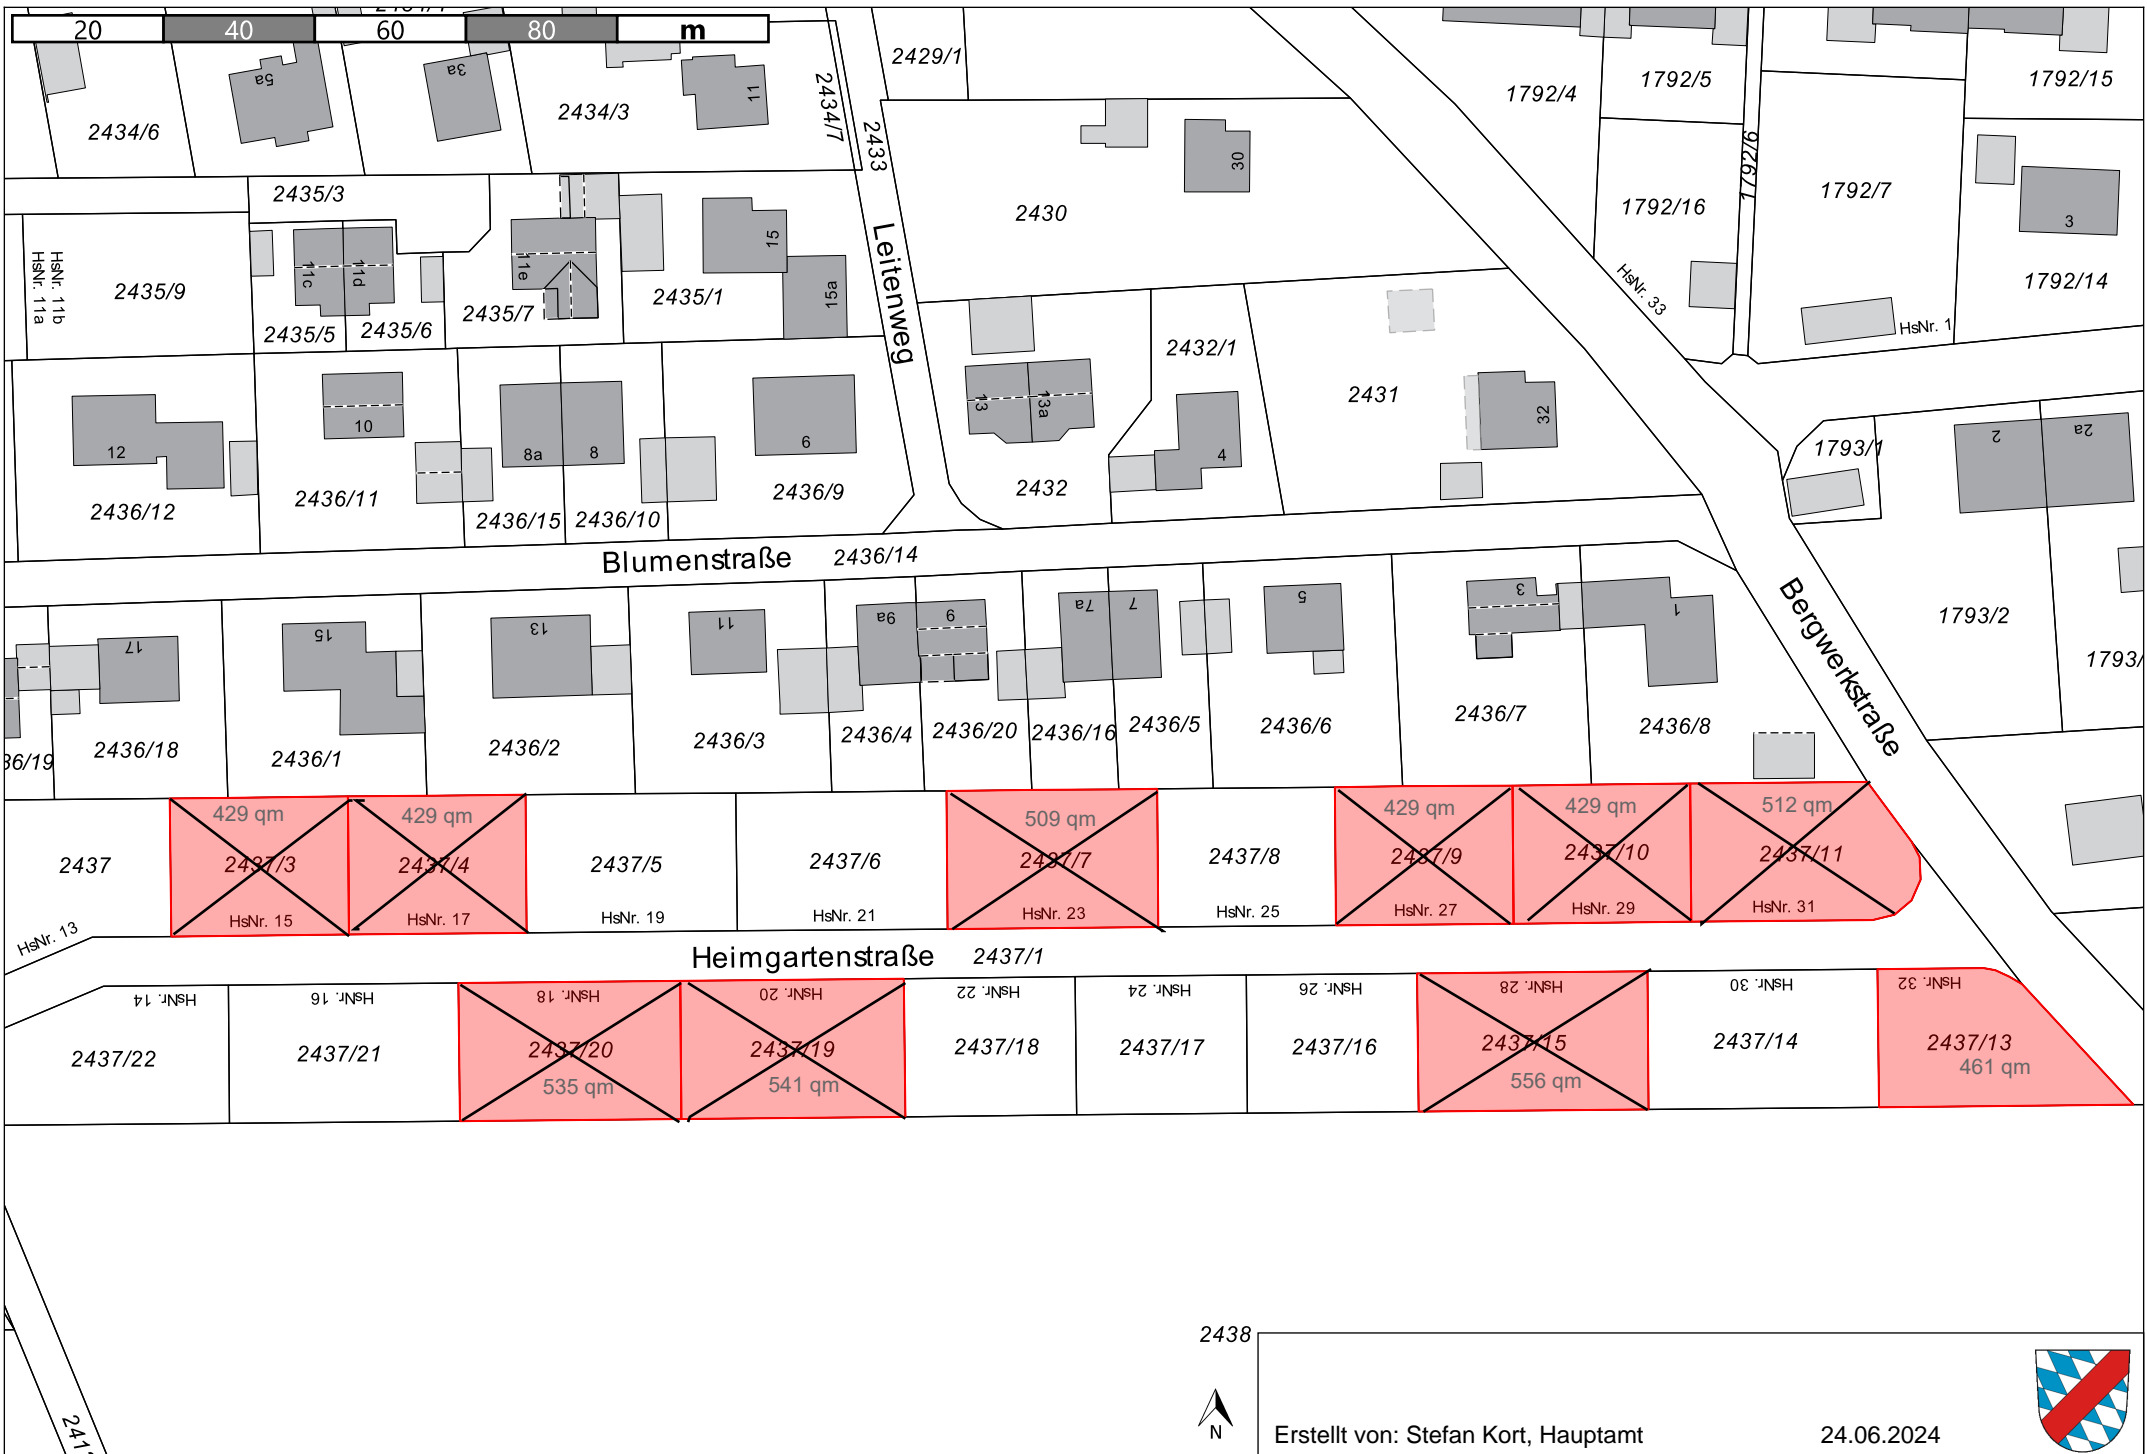 20 40 60 80 m
2429/1
1792/4
1792/5
1792/15
5a
3a
2434/6
2434/3
11
2434/7
2433
30
1792/6
1792/16
1792/7
3
2435/3
2430
HsNr. 11a
HsNr. 11b
2435/9
11c
11d
11e
15
15a
Leitenweg
2435/5
2435/6
2435/7
2435/1
HsNr. 33
1792/14
HsNr. 1
2432/1
2431
13
13a
4
32
12
10
8a
8
6
1793/1
2
2a
2436/12
2436/11
2436/15
2436/10
2436/9
2432
Blumenstraße 2436/14
Bergwerkstraße
1793/2
1793/
17
15
13
11
9a
9
7a
7
5
3
1
36/19
2436/18
2436/1
2436/2
2436/3
2436/4
2436/20
2436/16
2436/5
2436/6
2436/7
2436/8
429 qm
429 qm
509 qm
429 qm
429 qm
512 qm
2437
2437/3
2437/4
2437/5
2437/6
2437/7
2437/8
2437/9
2437/10
2437/11
HsNr. 13
HsNr. 15
HsNr. 17
HsNr. 19
HsNr. 21
HsNr. 23
HsNr. 25
HsNr. 27
HsNr. 29
HsNr. 31
Heimgartenstraße 2437/1
HsNr. 14
HsNr. 16
HsNr. 18
HsNr. 20
HsNr. 22
HsNr. 24
HsNr. 26
HsNr. 28
HsNr. 30
HsNr. 32
2437/22
2437/21
2437/20
2437/19
2437/18
2437/17
2437/16
2437/15
2437/14
2437/13
535 qm
541 qm
556 qm
461 qm
2438
N
Erstellt von: Stefan Kort, Hauptamt 24.06.2024